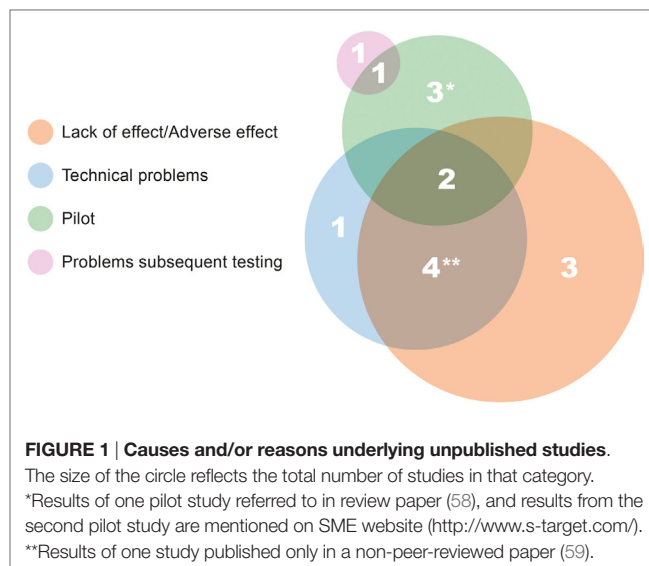 1
1
3*
Lack of effect/Adverse effect
Technical problems
Pilot
Problems subsequent testing
2
1
4**
3
FIGURE 1 | Causes and/or reasons underlying unpublished studies.
The size of the circle reflects the total number of studies in that category.
*Results of one pilot study referred to in review paper (58), and results from the
second pilot study are mentioned on SME website (http://www.s-target.com/).
**Results of one study published only in a non-peer-reviewed paper (59).